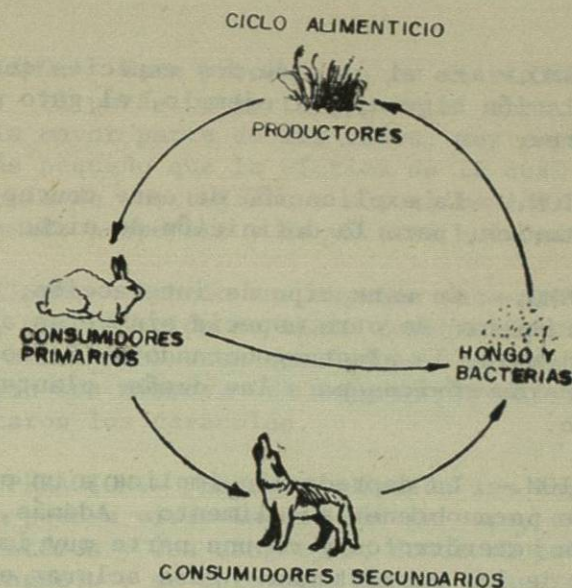 CICLO ALIMENTICIO
PRODUCTORES
CONSUMIDORES
PRIMARIOS
HONGO Y
BACTERIAS
CONSUMIDORES SECUNDARIOS